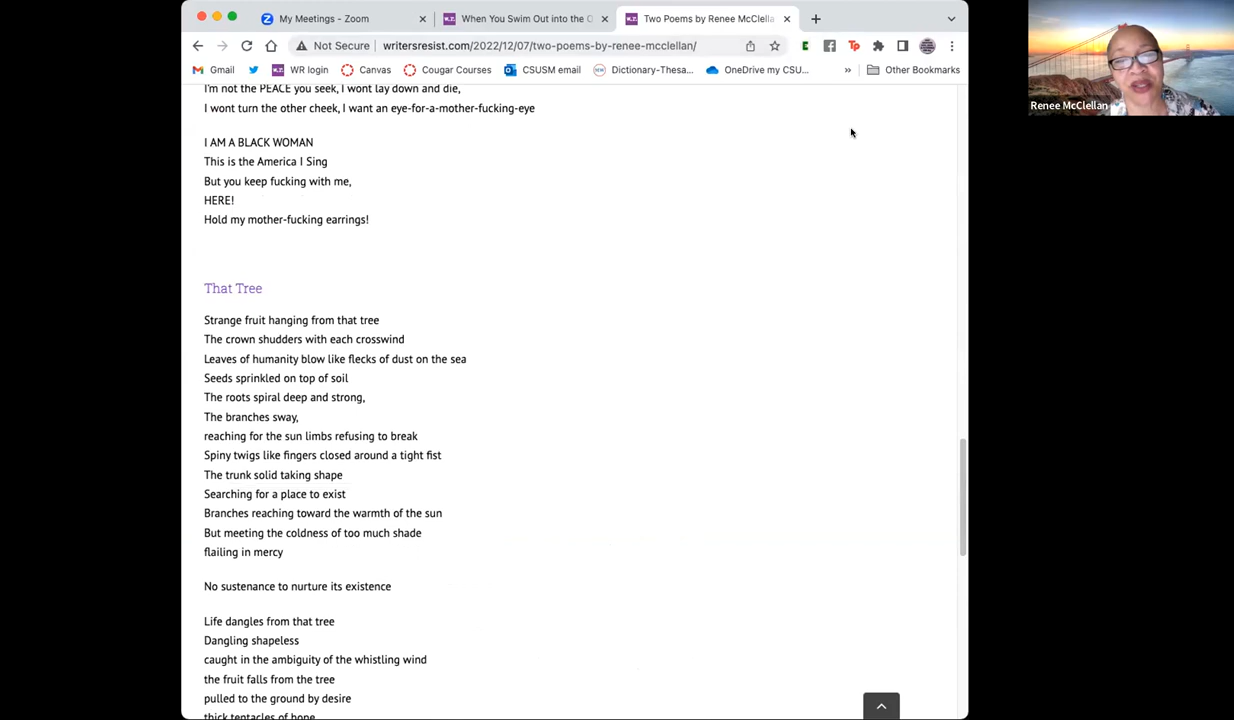 My Meetings - Zoom
When You Swim Out into the O
Two Poems by Renee McClella
Not Secure
writersresist.com/2022/12/07/two-poems-by-renee-mcclellan/
Gmail
WR login
Canvas
Cougar Courses
CSUSM email
Dictionary-Thesa...
OneDrive my CSU...
Other Bookmarks
Renee McClellan
I'm not the PEACE you seek, I wont lay down and die,
I wont turn the other cheek, I want an eye-for-a-mother-fucking-eye
I AM A BLACK WOMAN
This is the America I Sing
But you keep fucking with me,
HERE!
Hold my mother-fucking earrings!
That Tree
Strange fruit hanging from that tree
The crown shudders with each crosswind
Leaves of humanity blow like flecks of dust on the sea
Seeds sprinkled on top of soil
The roots spiral deep and strong,
The branches sway,
reaching for the sun limbs refusing to break
Spiny twigs like fingers closed around a tight fist
The trunk solid taking shape
Searching for a place to exist
Branches reaching toward the warmth of the sun
But meeting the coldness of too much shade
flailing in mercy
No sustenance to nurture its existence
Life dangles from that tree
Dangling shapeless
caught in the ambiguity of the whistling wind
the fruit falls from the tree
pulled to the ground by desire
thick tentacles of hope